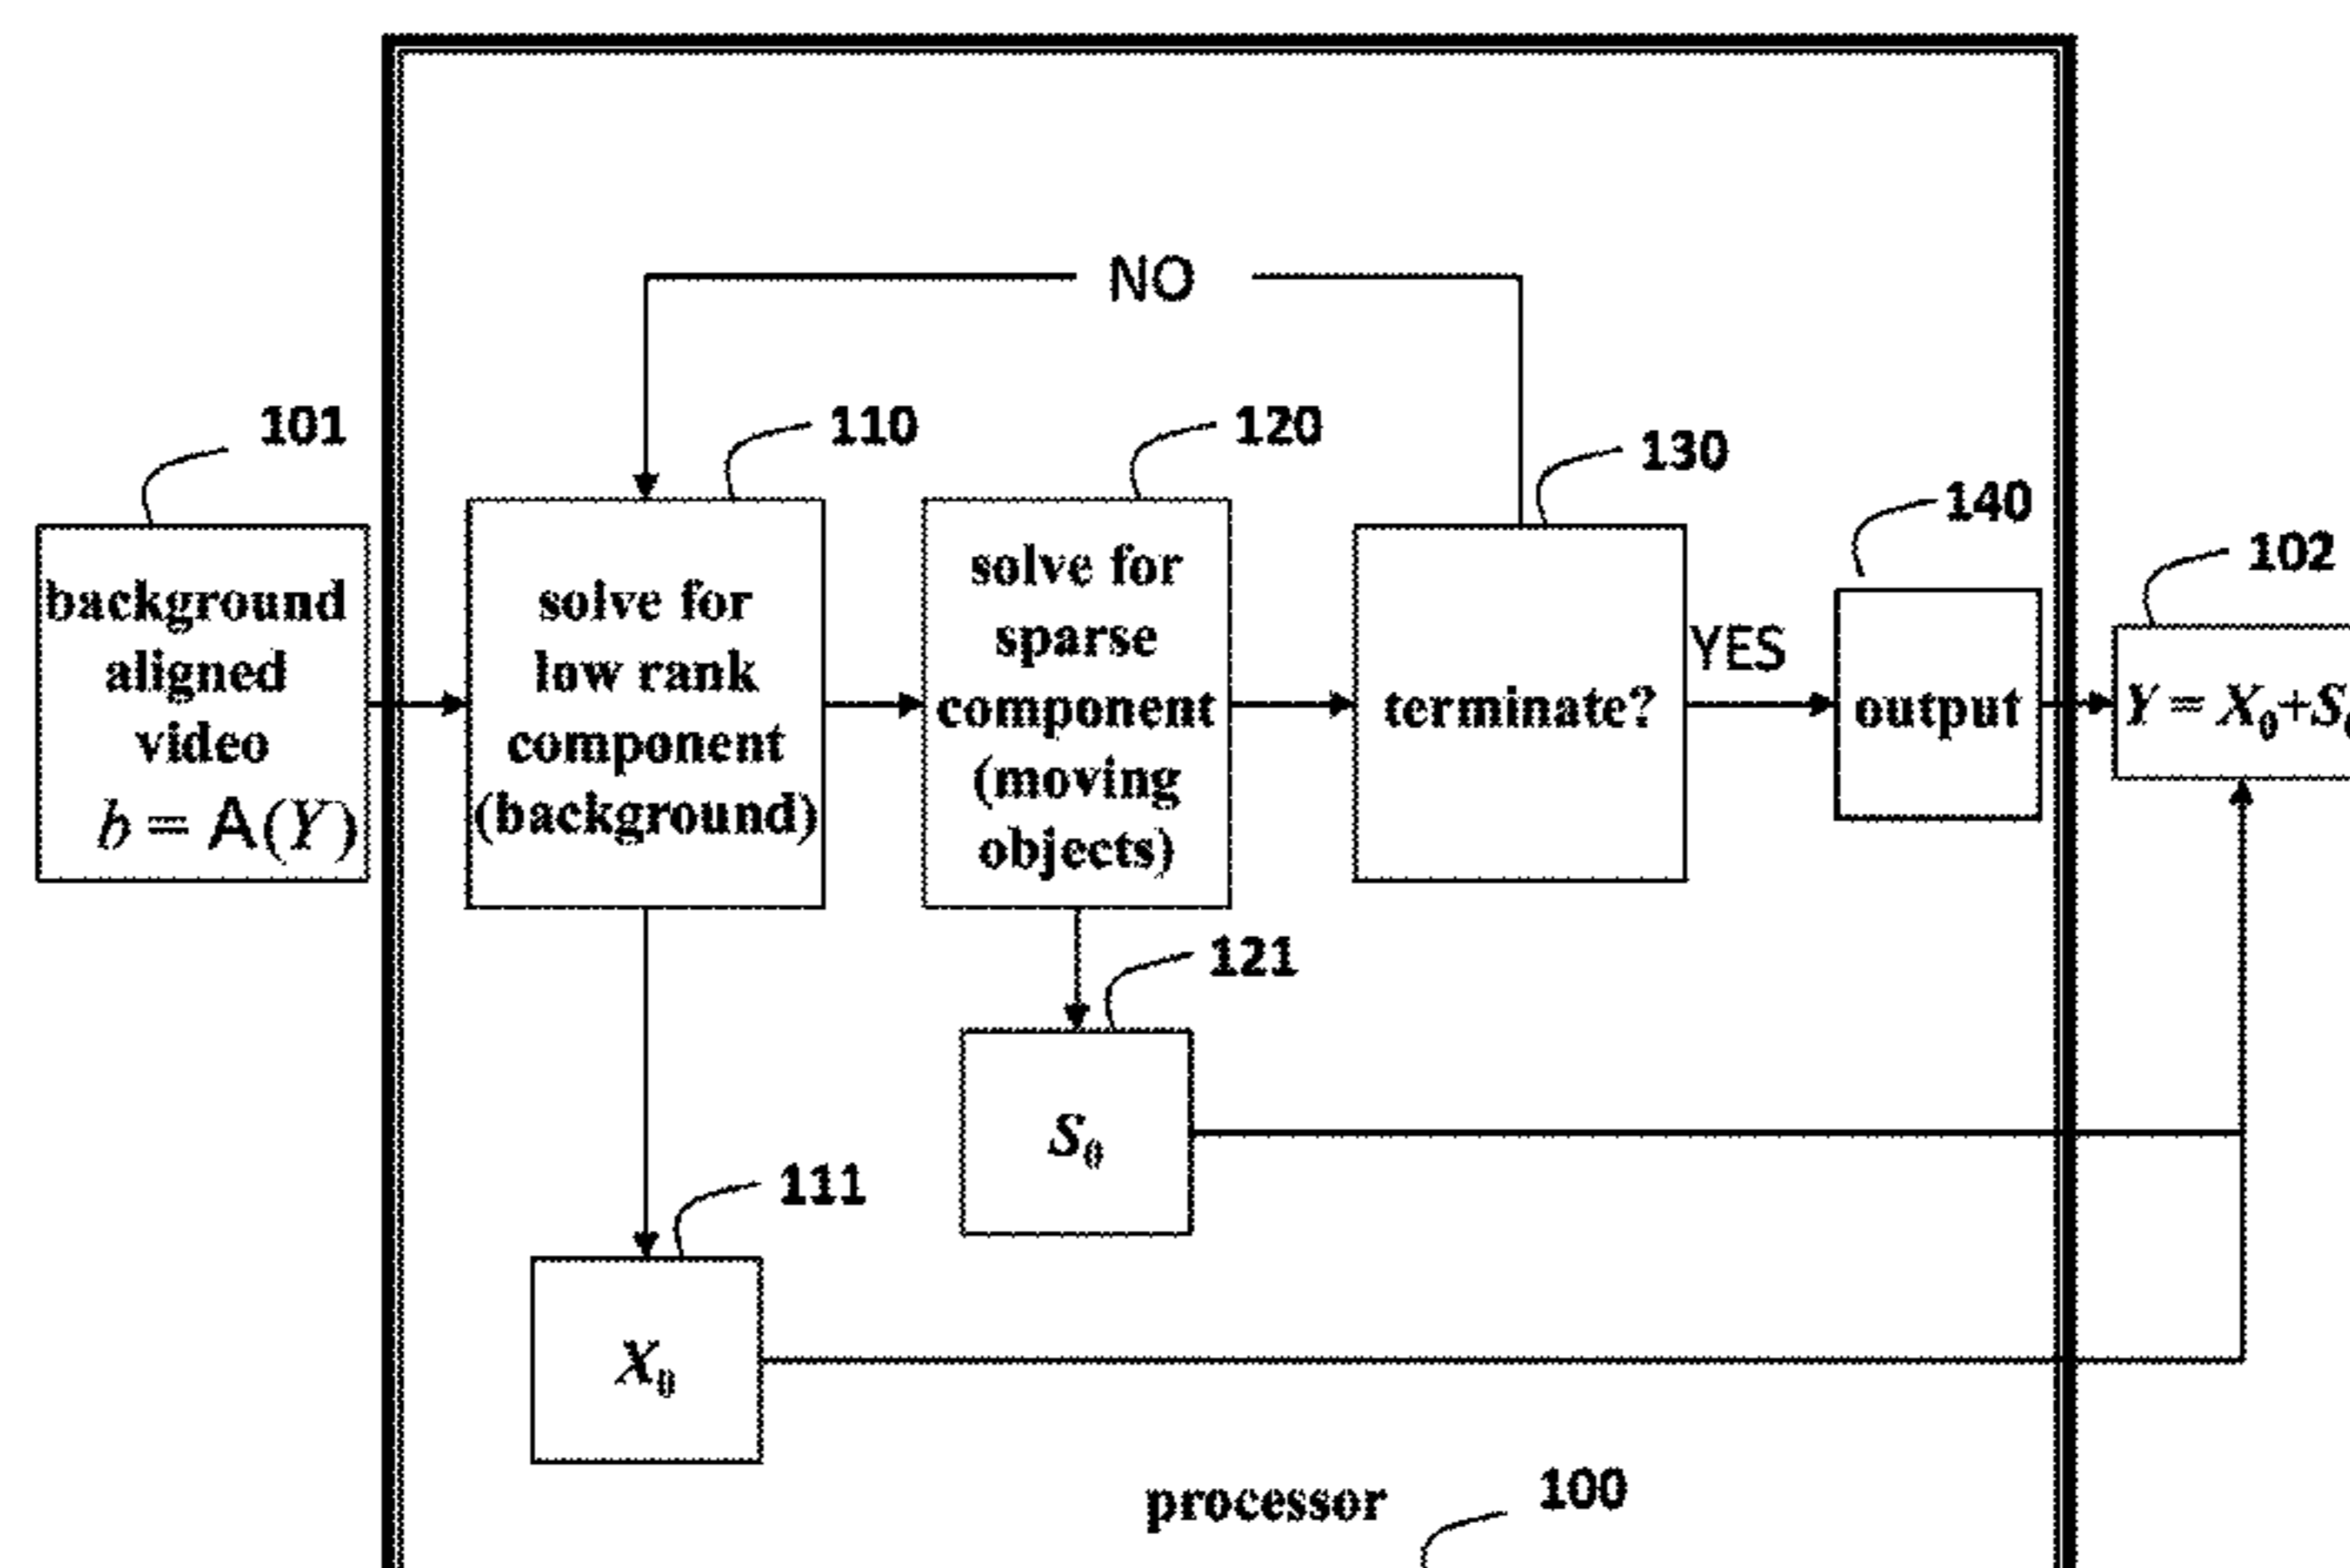 NO
101
110
120
130
140
102
background
aligned
video
b = A(Y)
solve for
low rank
component
(background)
solve for
sparse
component
(moving
objects)
terminate?
YES
output
Y = X₀+S₀
121
S₀
111
X₀
processor
100